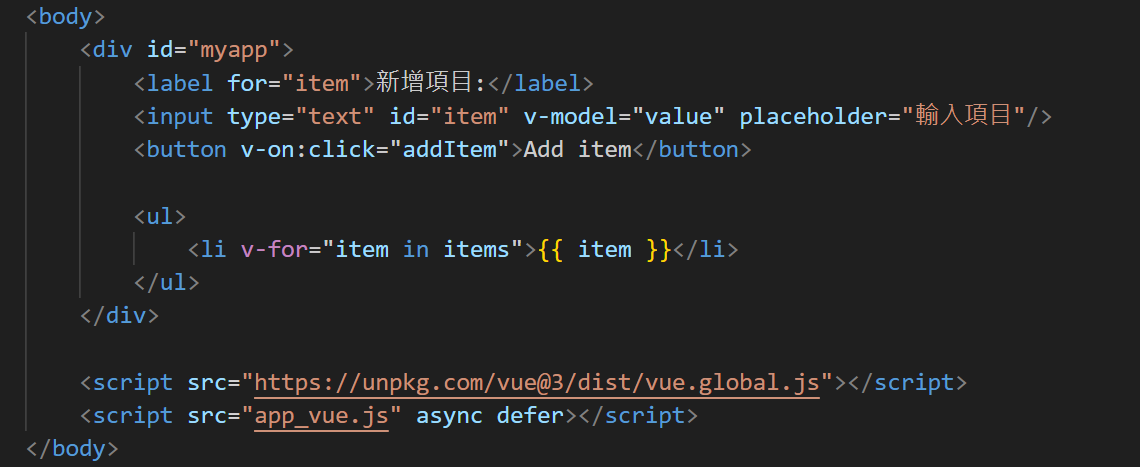 <body>
<div id="myapp">
<label for="item">新增項目:</label>
<input type="text" id="item" v-model="value" placeholder="輸入項目"/>
<button v-on:click="addItem">Add item</button>
<ul>
<li v-for="item in items">{{ item }}</li>
</ul>
</div>
<script src="https://unpkg.com/vue@3/dist/vue.global.js"></script>
<script src="app_vue.js" async defer></script>
</body>